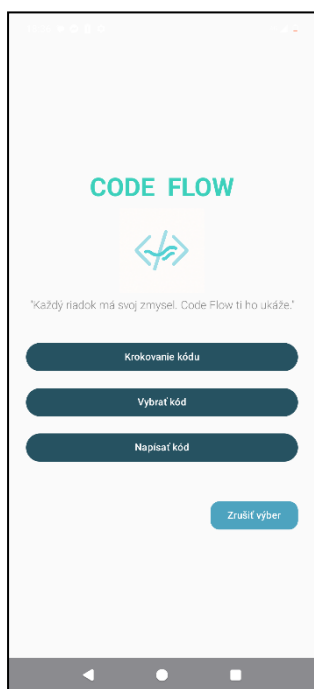 CODE FLOW
"Každý riadok má svoj zmysel. Code Flow ti ho ukáže."
Krokovanie kódu
Vybrať kód
Napísať kód
Zrušiť výber